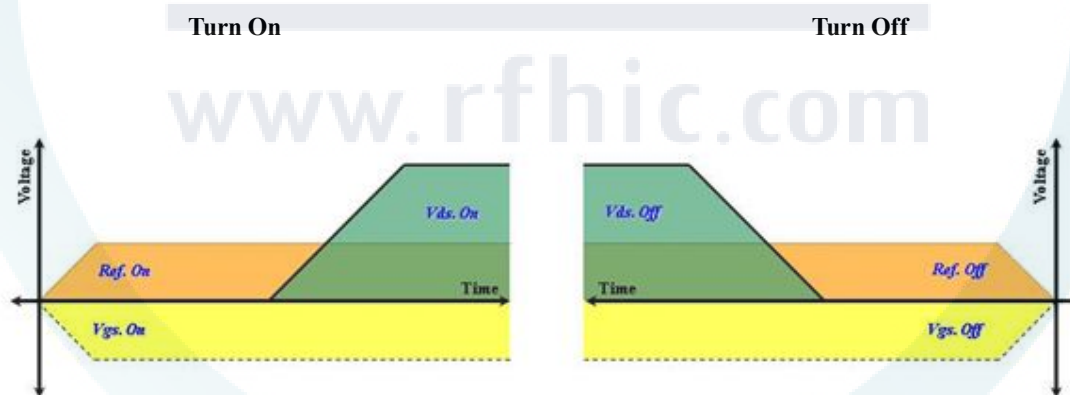 Turn On
Turn Off
www.rfhic.com
Voltage
Vds. On
Ref. On
Time
Vgs. On
Voltage
Vds. Off
Ref. Off
Time
Vgs. Off